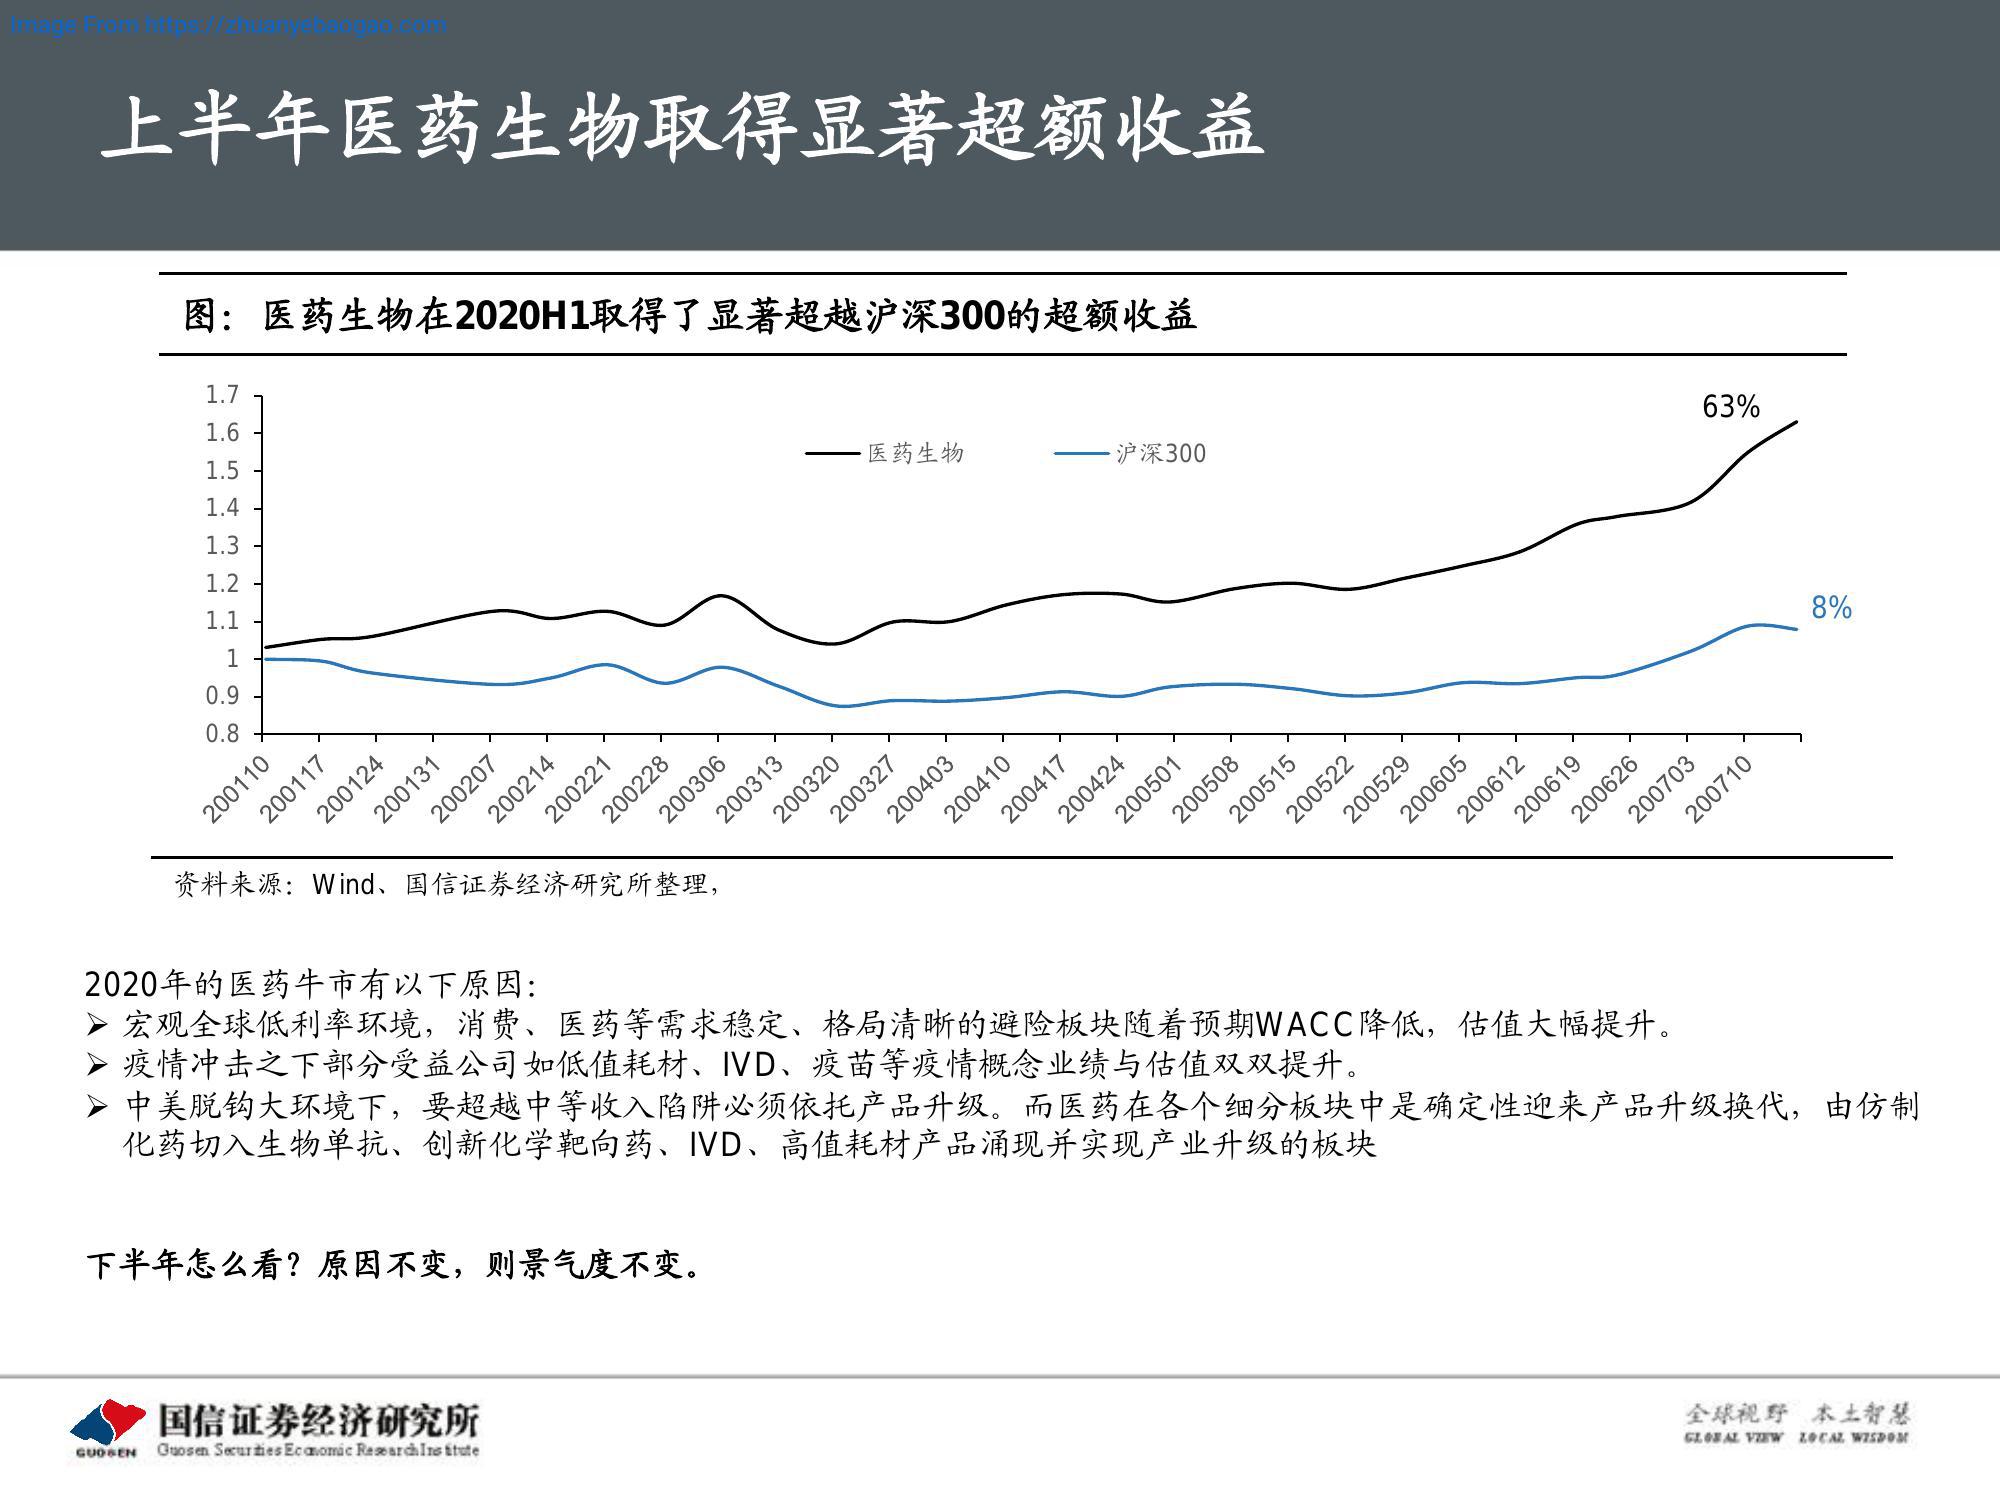 Image From https://zhuanyebaogao.com
上半年医药生物取得显著超额收益
图： 医药生物在2020H1取得了显著超越沪深300的超额收益
1.7
1.6
1.5
1.4
1.3
1.2
1.1
1
0.9
0.8
63%
医药生物 沪深300
8%
200110 200117 200124 200131 200207 200214 200221 200228 200306 200313 200320 200327 200403 200410 200417 200424 200501 200508 200515 200522 200529 200605 200612 200619 200626 200703 200710
资料来源：Wind、国信证券经济研究所整理，
2020年的医药牛市有以下原因：
➢ 宏观全球低利率环境，消费、医药等需求稳定、格局清晰的避险板块随着预期WACC降低，估值大幅提升。
➢ 疫情冲击之下部分受益公司如低值耗材、IVD、疫苗等疫情概念业绩与估值双双提升。
➢ 中美脱钩大环境下，要超越中等收入陷阱必须依托产品升级。而医药在各个细分板块中是确定性迎来产品升级换代，由仿制
化药切入生物单抗、创新化学靶向药、IVD、高值耗材产品涌现并实现产业升级的板块
下半年怎么看？原因不变，则景气度不变。
GUOSEN
国信证券经济研究所
Guosen Securities Economic Research Institute
全球视野 本土智慧
GLOBAL VIEW LOCAL WISDOM